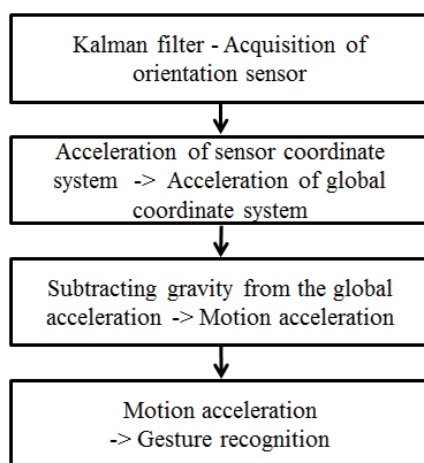 Kalman filter - Acquisition of
orientation sensor
Acceleration of sensor coordinate
system -> Acceleration of global
coordinate system
Subtracting gravity from the global
acceleration -> Motion acceleration
Motion acceleration
-> Gesture recognition